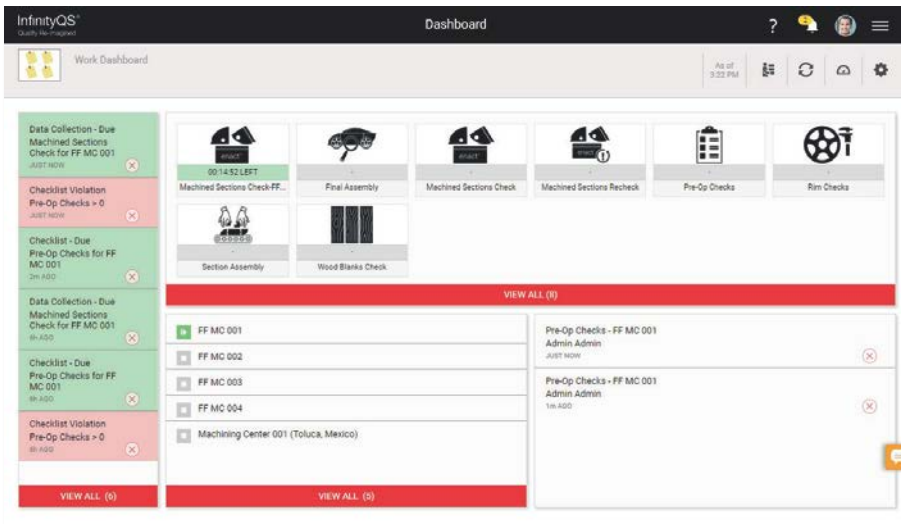 InfinityQS®
Quality Re-imagined
Dashboard
?
Work Dashboard
As of
3:22 PM
Data Collection - Due
Machined Sections
Check for FF MC 001
JUST NOW
Checklist Violation
Pre-Op Checks > 0
JUST NOW
Checklist - Due
Pre-Op Checks for FF
MC 001
2m AGO
Data Collection - Due
Machined Sections
Check for FF MC 001
AGO
Checklist - Due
Pre-Op Checks for FF
MC 001
AGO
Checklist Violation
Pre-Op Checks > 0
AGO
VIEW ALL (6)
enact
00:14:52 LEFT
Machined Sections Check-FF...
-
Final Assembly
enact
-
Machined Sections Check
enact
-
Machined Sections Recheck
-
Pre-Op Checks
-
Rim Checks
-
Section Assembly
-
Wood Blanks Check
VIEW ALL (8)
FF MC 001
FF MC 002
FF MC 003
FF MC 004
Machining Center 001 (Toluca, Mexico)
VIEW ALL (5)
Pre-Op Checks - FF MC 001
Admin Admin
JUST NOW
Pre-Op Checks - FF MC 001
Admin Admin
1m AGO